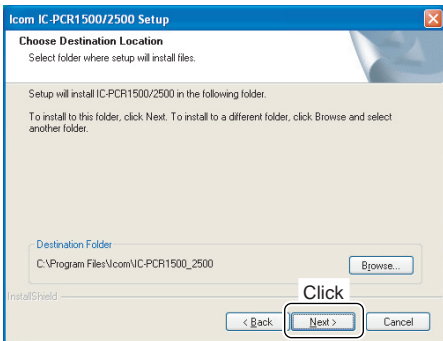 Icom IC-PCR1500/2500 Setup
Choose Destination Location
Select folder where setup will install files.
Setup will install IC-PCR1500/2500 in the following folder.
To install to this folder, click Next. To install to a different folder, click Browse and select
another folder.
Destination Folder
C:\Program Files\Icom\IC-PCR1500_2500
Browse...
InstallShield
Click
< Back
Next >
Cancel